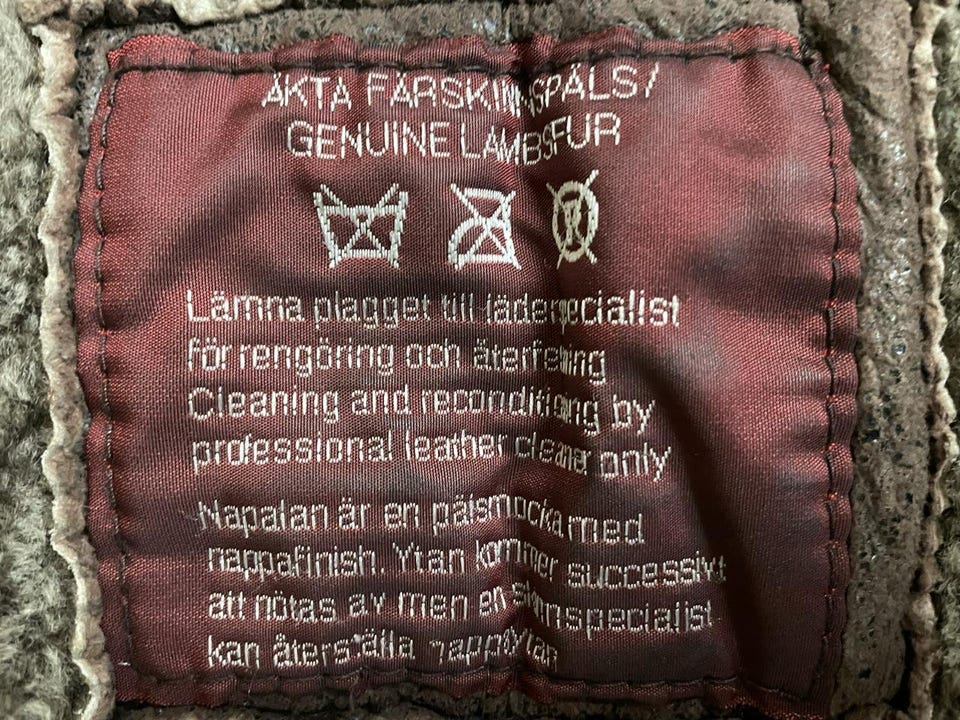 ÄKTA FÅRSKINNSPÄLS/
GENUINE LAMBSFUR
Lämna plagget till läderspecialist
för rengöring och återfettning
Cleaning and reconditioning by
professional leather cleaner only
Napalan är en pälsmocka med
nappafinish. Ytan kommer successivt
att nötas av men en skinnspecialist
kan återställa nappaytan